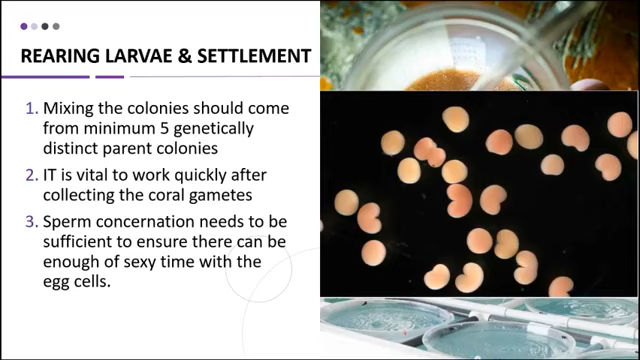 REARING LARVAE & SETTLEMENT
1. Mixing the colonies should come
from minimum 5 genetically
distinct parent colonies
2. IT is vital to work quickly after
collecting the coral gametes
3. Sperm concernation needs to be
sufficient to ensure there can be
enough of sexy time with the
egg cells.